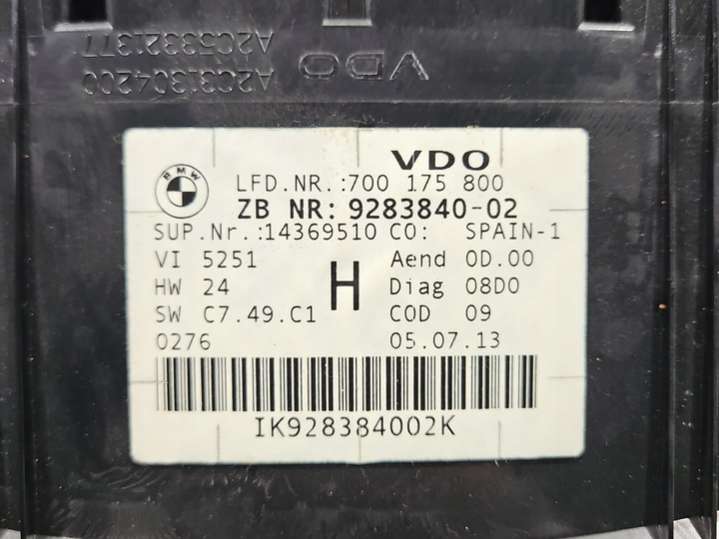 A2C53321377
A2C31304200
VDO
VDO
BMW
LFD.NR.:700 175 800
ZB NR: 9283840-02
SUP.Nr.:14369510 CO: SPAIN-1
VI 5251 Aend 0D.00
HW 24 H Diag 08D0
SW C7.49.C1 COD 09
0276 05.07.13
IK928384002K